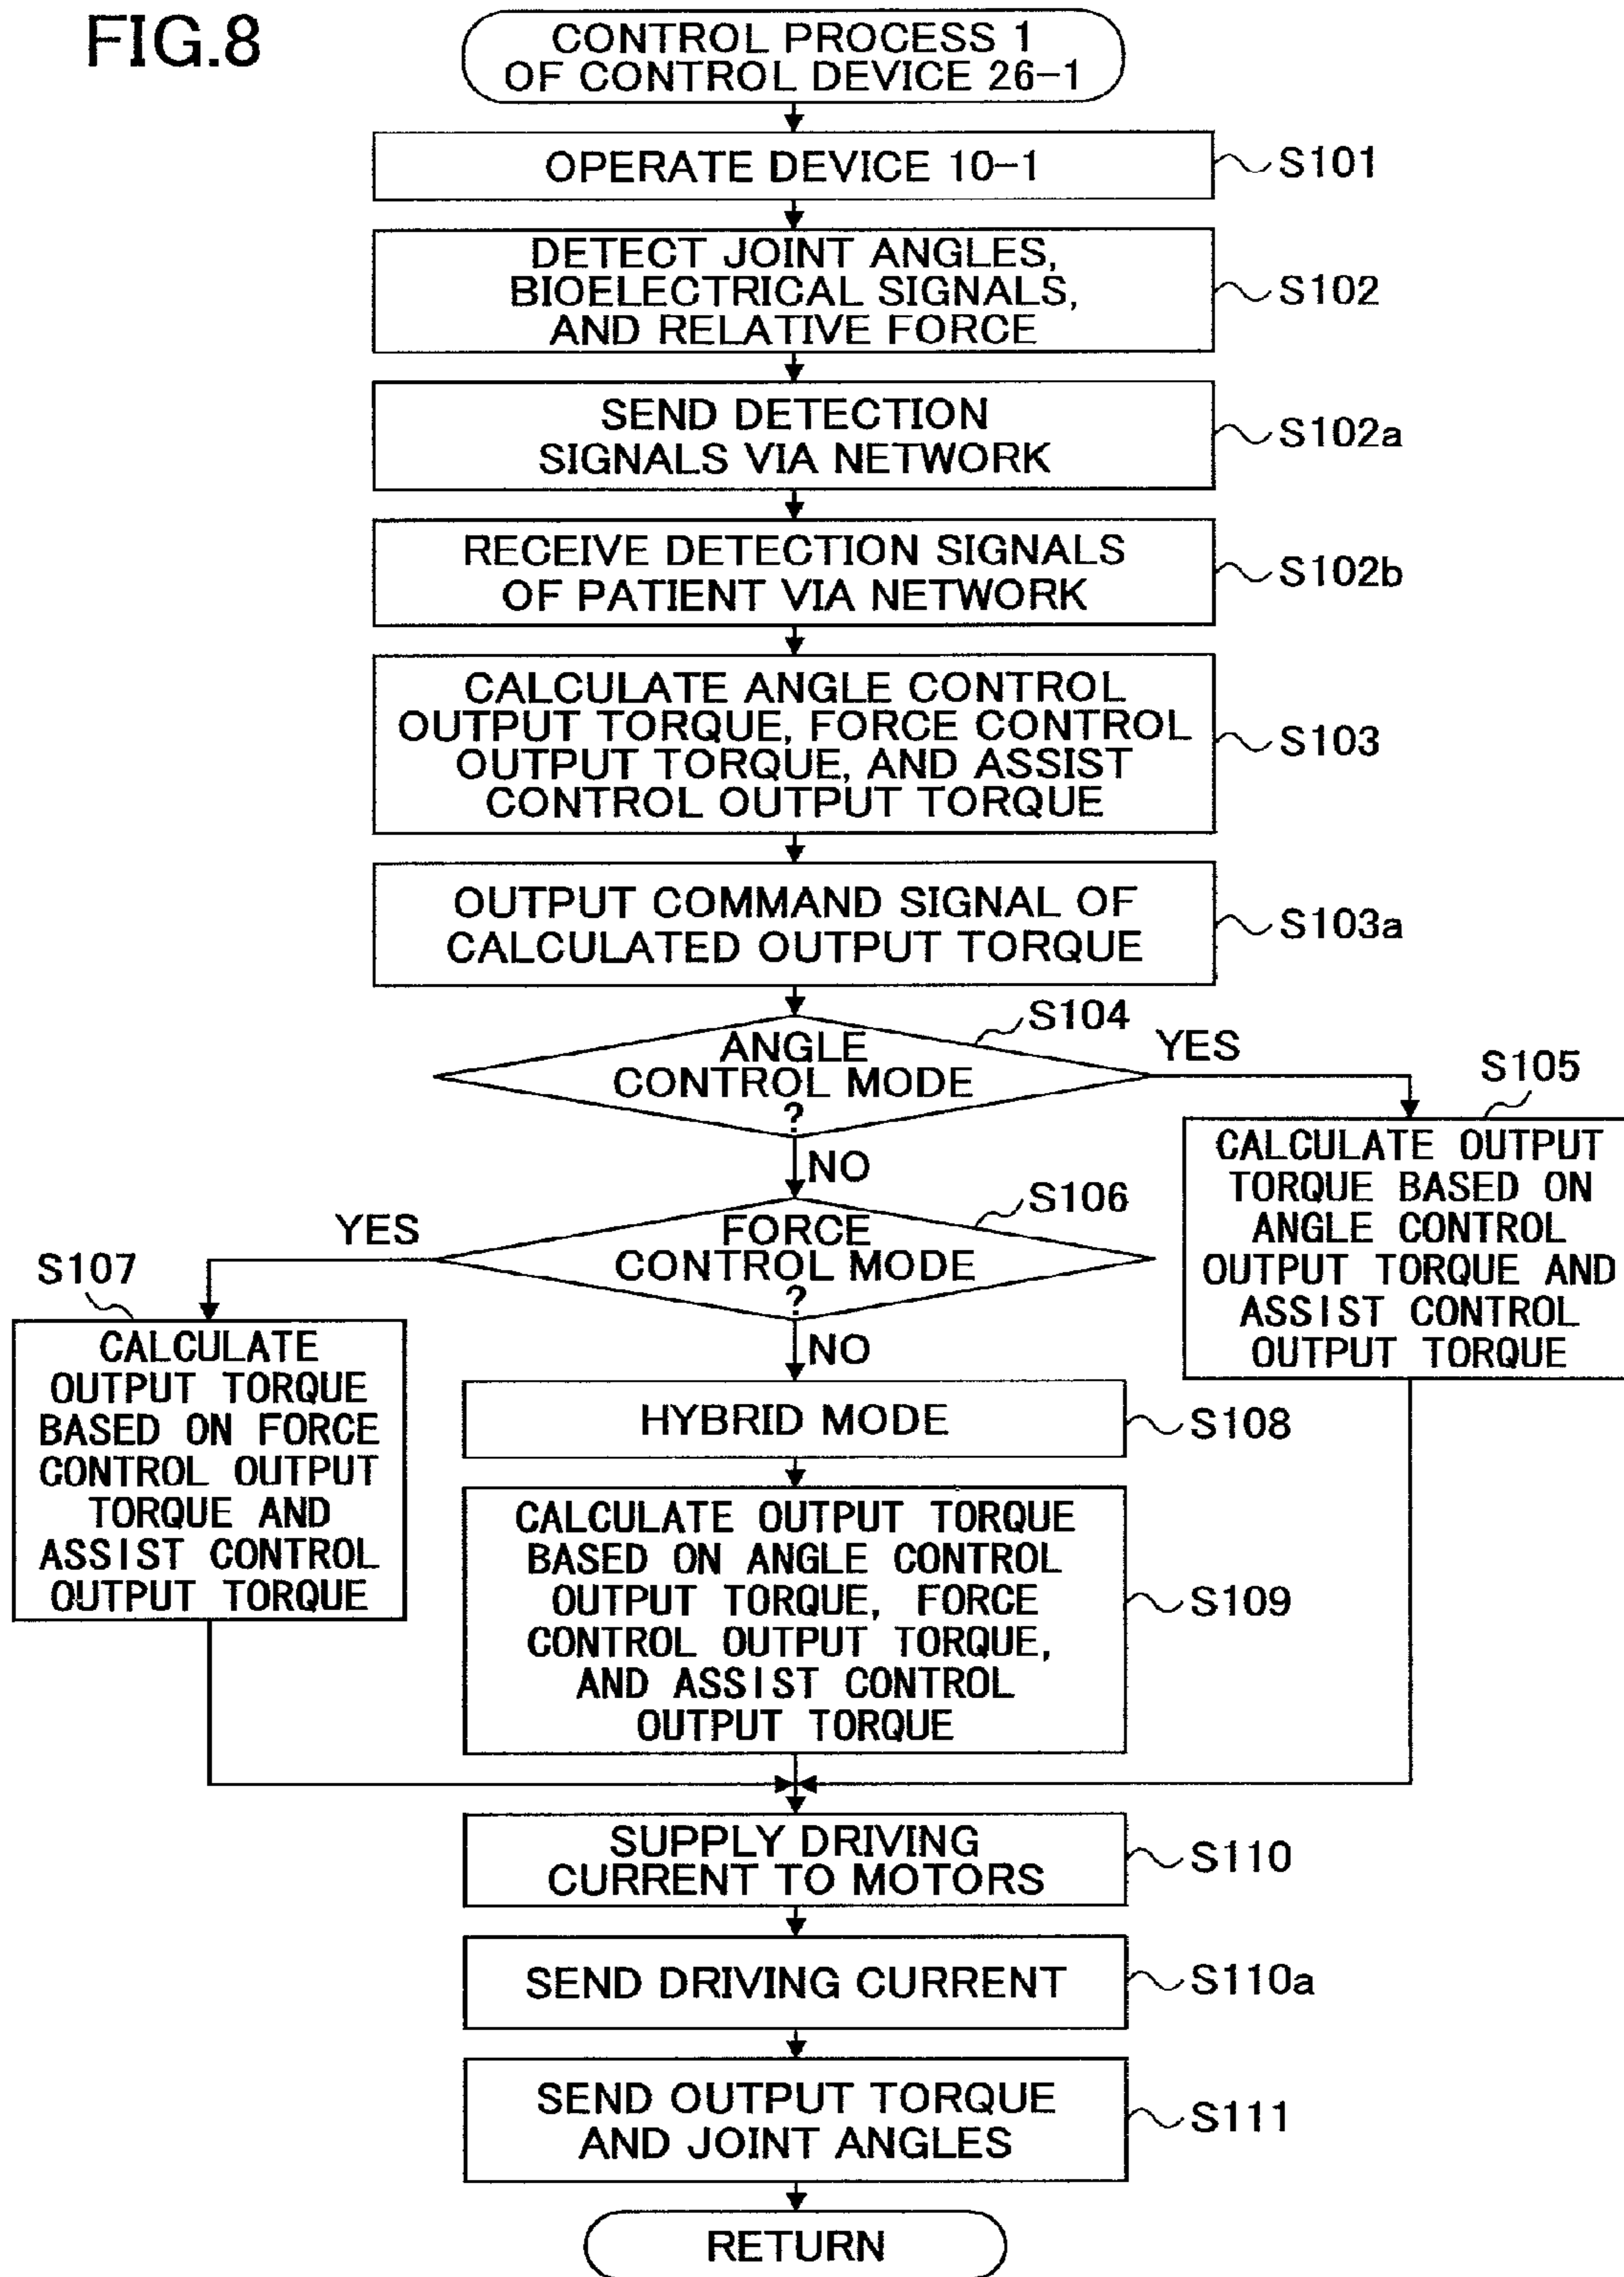 FIG.8
CONTROL PROCESS 1
OF CONTROL DEVICE 26-1
OPERATE DEVICE 10-1
S101
DETECT JOINT ANGLES,
BIOELECTRICAL SIGNALS,
AND RELATIVE FORCE
S102
SEND DETECTION
SIGNALS VIA NETWORK
S102a
RECEIVE DETECTION SIGNALS
OF PATIENT VIA NETWORK
S102b
CALCULATE ANGLE CONTROL
OUTPUT TORQUE, FORCE CONTROL
OUTPUT TORQUE, AND ASSIST
CONTROL OUTPUT TORQUE
S103
OUTPUT COMMAND SIGNAL OF
CALCULATED OUTPUT TORQUE
S103a
S104
ANGLE
CONTROL MODE
?
YES
NO
S105
CALCULATE OUTPUT
TORQUE BASED ON
ANGLE CONTROL
OUTPUT TORQUE AND
ASSIST CONTROL
OUTPUT TORQUE
S106
FORCE
CONTROL MODE
?
YES
NO
S107
CALCULATE
OUTPUT TORQUE
BASED ON FORCE
CONTROL OUTPUT
TORQUE AND
ASSIST CONTROL
OUTPUT TORQUE
HYBRID MODE
S108
CALCULATE OUTPUT TORQUE
BASED ON ANGLE CONTROL
OUTPUT TORQUE, FORCE
CONTROL OUTPUT TORQUE,
AND ASSIST CONTROL
OUTPUT TORQUE
S109
SUPPLY DRIVING
CURRENT TO MOTORS
S110
SEND DRIVING CURRENT
S110a
SEND OUTPUT TORQUE
AND JOINT ANGLES
S111
RETURN